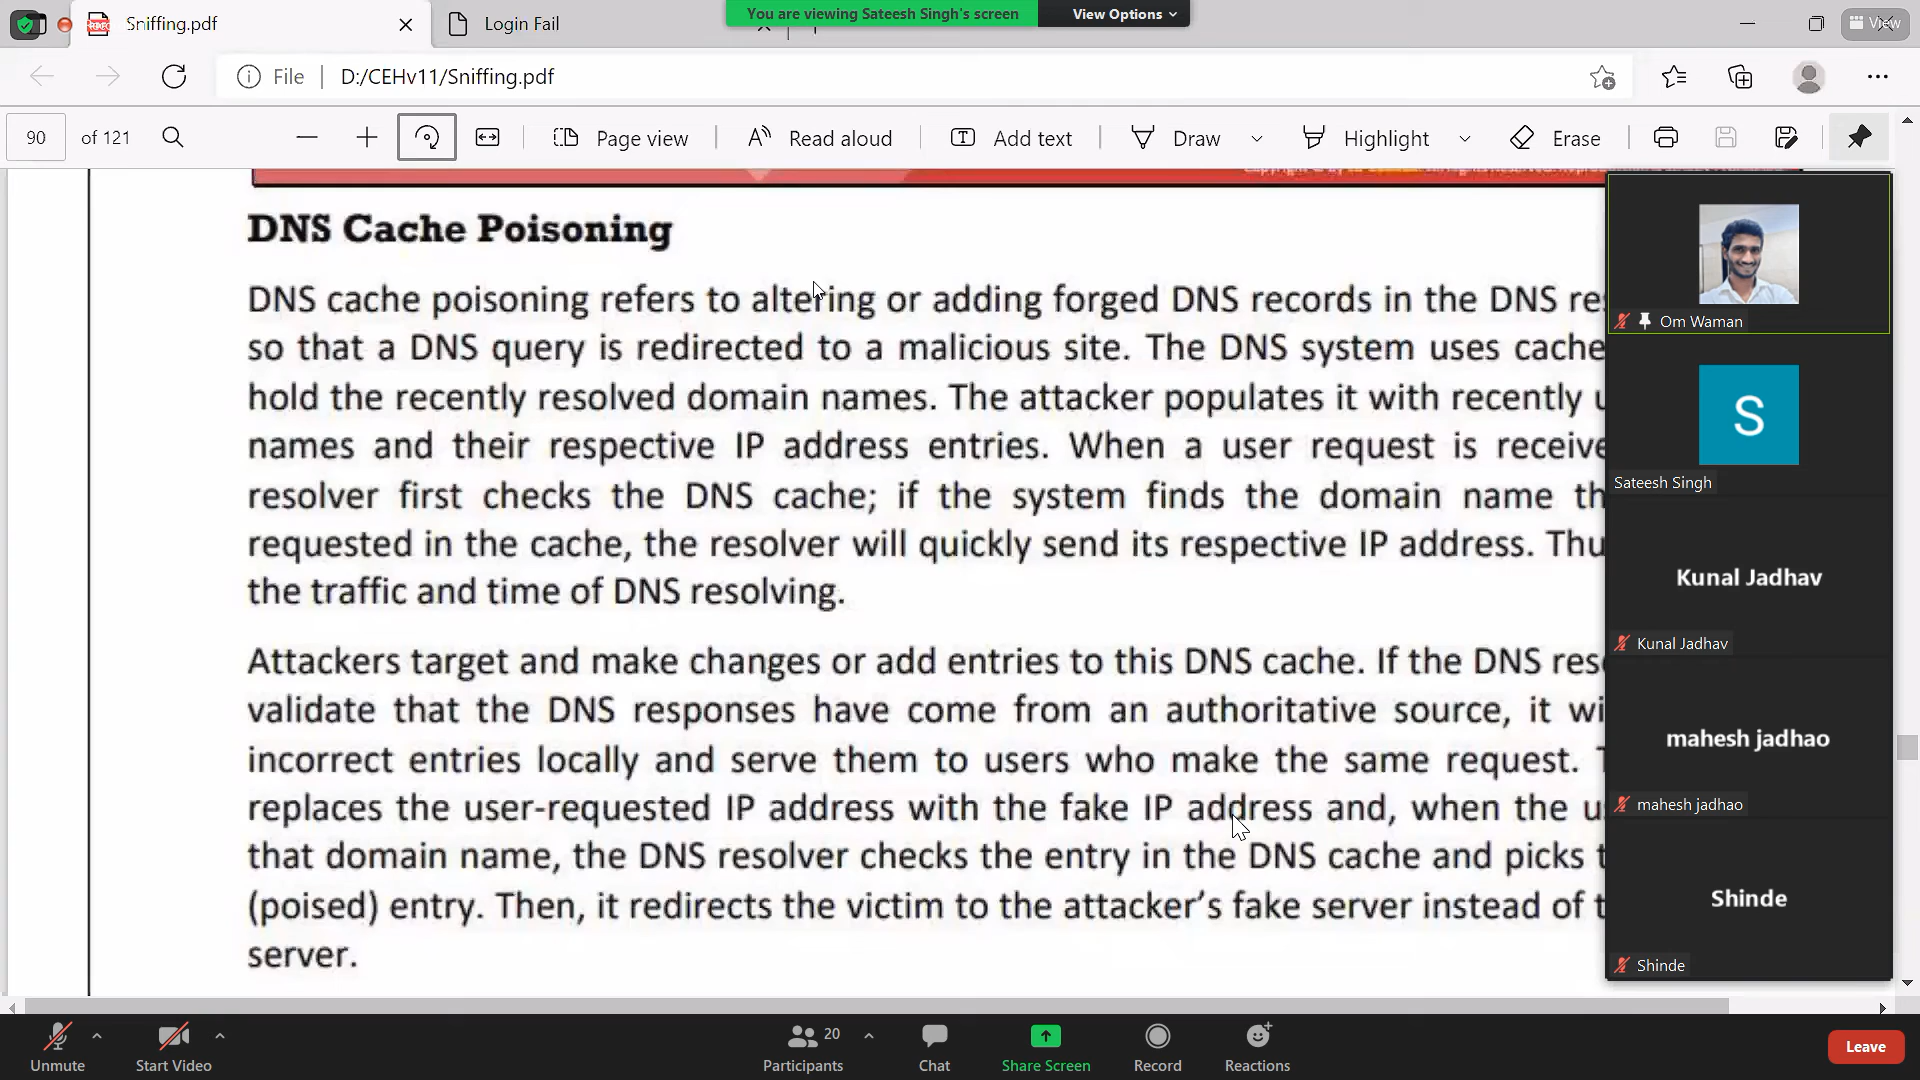 Sniffing.pdf
Login Fail
You are viewing Sateesh Singh's screen
View Options
View
File
D:/CEHv11/Sniffing.pdf
90 of 121
Page view
Read aloud
Add text
Draw
Highlight
Erase
DNS Cache Poisoning
DNS cache poisoning refers to altering or adding forged DNS records in the DNS res
so that a DNS query is redirected to a malicious site. The DNS system uses cache
hold the recently resolved domain names. The attacker populates it with recently u
names and their respective IP address entries. When a user request is receive
resolver first checks the DNS cache; if the system finds the domain name th
requested in the cache, the resolver will quickly send its respective IP address. Thu
the traffic and time of DNS resolving.
Attackers target and make changes or add entries to this DNS cache. If the DNS reso
validate that the DNS responses have come from an authoritative source, it wi
incorrect entries locally and serve them to users who make the same request. T
replaces the user-requested IP address with the fake IP address and, when the u
that domain name, the DNS resolver checks the entry in the DNS cache and picks t
(poised) entry. Then, it redirects the victim to the attacker’s fake server instead of t
server.
Om Waman
S
Sateesh Singh
Kunal Jadhav
Kunal Jadhav
mahesh jadhao
mahesh jadhao
Shinde
Shinde
Unmute
Start Video
20
Participants
Chat
Share Screen
Record
Reactions
Leave